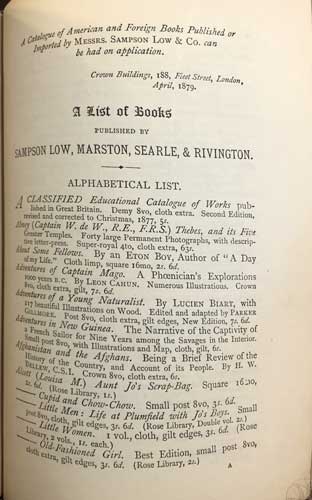 A Catalogue of American and Foreign Books Published or
Imported by MESSRS. SAMPSON LOW & CO. can
be had on application.
Crown Buildings, 188, Fleet Street, London,
April, 1879.
A List of Books
PUBLISHED BY
SAMPSON LOW, MARSTON, SEARLE, & RIVINGTON.
ALPHABETICAL LIST.
A CLASSIFIED Educational Catalogue of Works pub-
lished in Great Britain. Demy 8vo, cloth extra. Second Edition,
revised and corrected to Christmas, 1877, 5s.
Abney (Captain W. de W., R.E., F.R.S.) Thebes, and its Five
Greater Temples. Forty large Permanent Photographs, with descrip-
tive letter-press. Super-royal 4to, cloth extra, 63s.
About Some Fellows. By an ETON BOY, Author of "A Day
of my Life." Cloth limp, square 16mo, 2s. 6d.
Adventures of Captain Mago. A Phœnician's Explorations
1000 years B.C. By LEON CAHUN. Numerous Illustrations. Crown
8vo, cloth extra, gilt, 7s. 6d.
Adventures of a Young Naturalist. By LUCIEN BIART, with
117 beautiful Illustrations on Wood. Edited and adapted by PARKER
GILLMORE. Post 8vo, cloth extra, gilt edges, New Edition, 7s. 6d.
Adventures in New Guinea. The Narrative of the Captivity of
a French Sailor for Nine Years among the Savages in the Interior.
Small post 8vo, with Illustrations and Map, cloth, gilt, 6s.
Afghanistan and the Afghans. Being a Brief Review of the
History of the Country, and Account of its People. By H. W.
BELLEW, C.S.I. Crown 8vo, cloth extra, 6s.
Alcott (Louisa M.) Aunt Jo's Scrap-Bag. Square 16mo,
2s. 6d. (Rose Library, 1s.)
—— Cupid and Chow-Chow. Small post 8vo, 3s. 6d.
—— Little Men: Life at Plumfield with Jo's Boys. Small
post 8vo, cloth, gilt edges, 3s. 6d. (Rose Library, Double vol. 2s.)
—— Little Women. 1 vol., cloth, gilt edges, 3s. 6d. (Rose
Library, 2 vols., 1s. each.)
—— Old-Fashioned Girl. Best Edition, small post 8vo,
cloth extra, gilt edges, 3s. 6d. (Rose Library, 2s.)
A